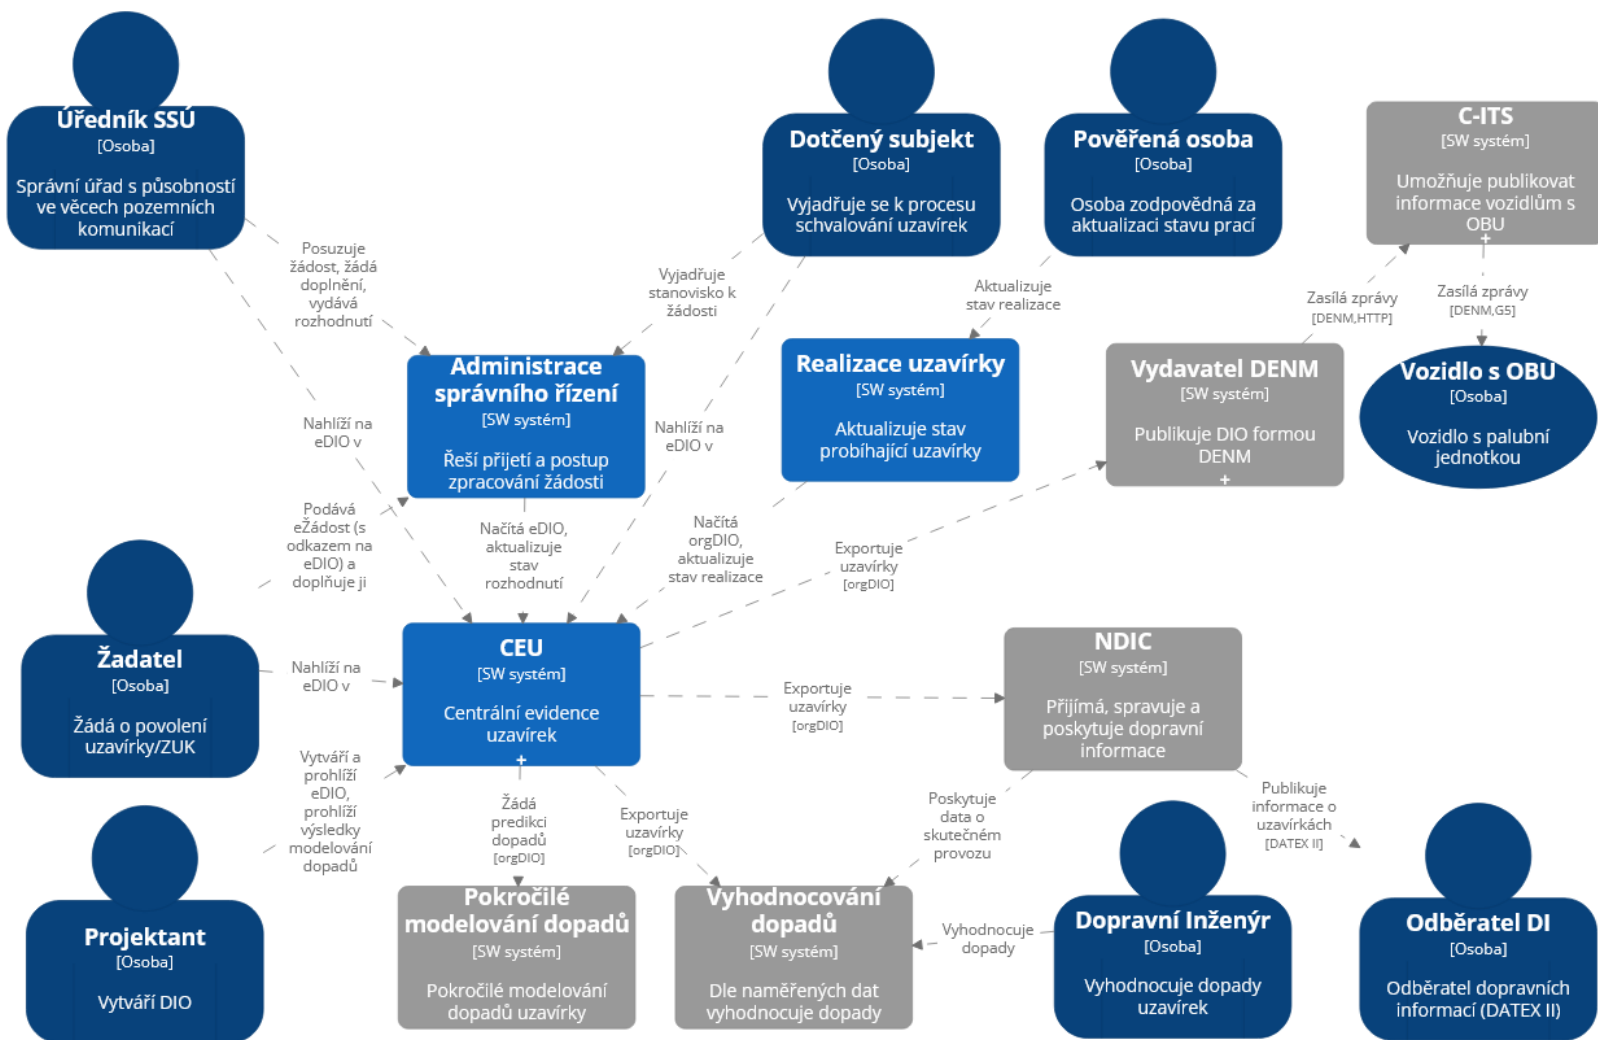 Úředník SSÚ
[Osoba]
Správní úřad s působností
ve věcech pozemních
komunikací
Dotčený subjekt
[Osoba]
Vyjadřuje se k procesu
schvalování uzavírek
Pověřená osoba
[Osoba]
Osoba zodpovědná za
aktualizaci stavu prací
C-ITS
[SW systém]
Umožňuje publikovat
informace vozidlům s
OBU
+
Posuzuje
žádost, žádá
doplnění,
vydává
rozhodnutí
Vyjadřuje
stanovisko k
žádosti
Aktualizuje
stav realizace
Zasílá zprávy
[DENM,HTTP]
Zasílá zprávy
[DENM,G5]
Administrace
správního řízení
[SW systém]
Řeší přijetí a postup
zpracování žádosti
Realizace uzavírky
[SW systém]
Aktualizuje stav
probíhající uzavírky
Vydavatel DENM
[SW systém]
Publikuje DIO formou
DENM
+
Vozidlo s OBU
[Osoba]
Vozidlo s palubní
jednotkou
Nahlíží na
eDIO v
Nahlíží na
eDIO v
Podává
eŽádost (s
odkazem na
eDIO) a
doplňuje ji
Načítá eDIO,
aktualizuje
stav
rozhodnutí
Načítá
orgDIO,
aktualizuje
stav realizace
Exportuje
uzavírky
[orgDIO]
Žadatel
[Osoba]
Žádá o povolení
uzavírky/ZUK
Nahlíží na
eDIO v
CEU
[SW systém]
Centrální evidence
uzavírek
+
Exportuje
uzavírky
[orgDIO]
NDIC
[SW systém]
Přijímá, spravuje a
poskytuje dopravní
informace
Vytváří a
prohlíží
eDIO,
prohlíží
výsledky
modelování
dopadů
Žádá
predikci
dopadů
[orgDIO]
Exportuje
uzavírky
[orgDIO]
Poskytuje
data o
skutečném
provozu
Publikuje
informace o
uzavírkách
[DATEX II]
Projektant
[Osoba]
Vytváří DIO
Pokročilé
modelování dopadů
[SW systém]
Pokročilé modelování
dopadů uzavírky
Vyhodnocování
dopadů
[SW systém]
Dle naměřených dat
vyhodnocuje dopady
Vyhodnocuje
dopady
Dopravní Inženýr
[Osoba]
Vyhodnocuje dopady
uzavírek
Odběratel DI
[Osoba]
Odběratel dopravních
informací (DATEX II)